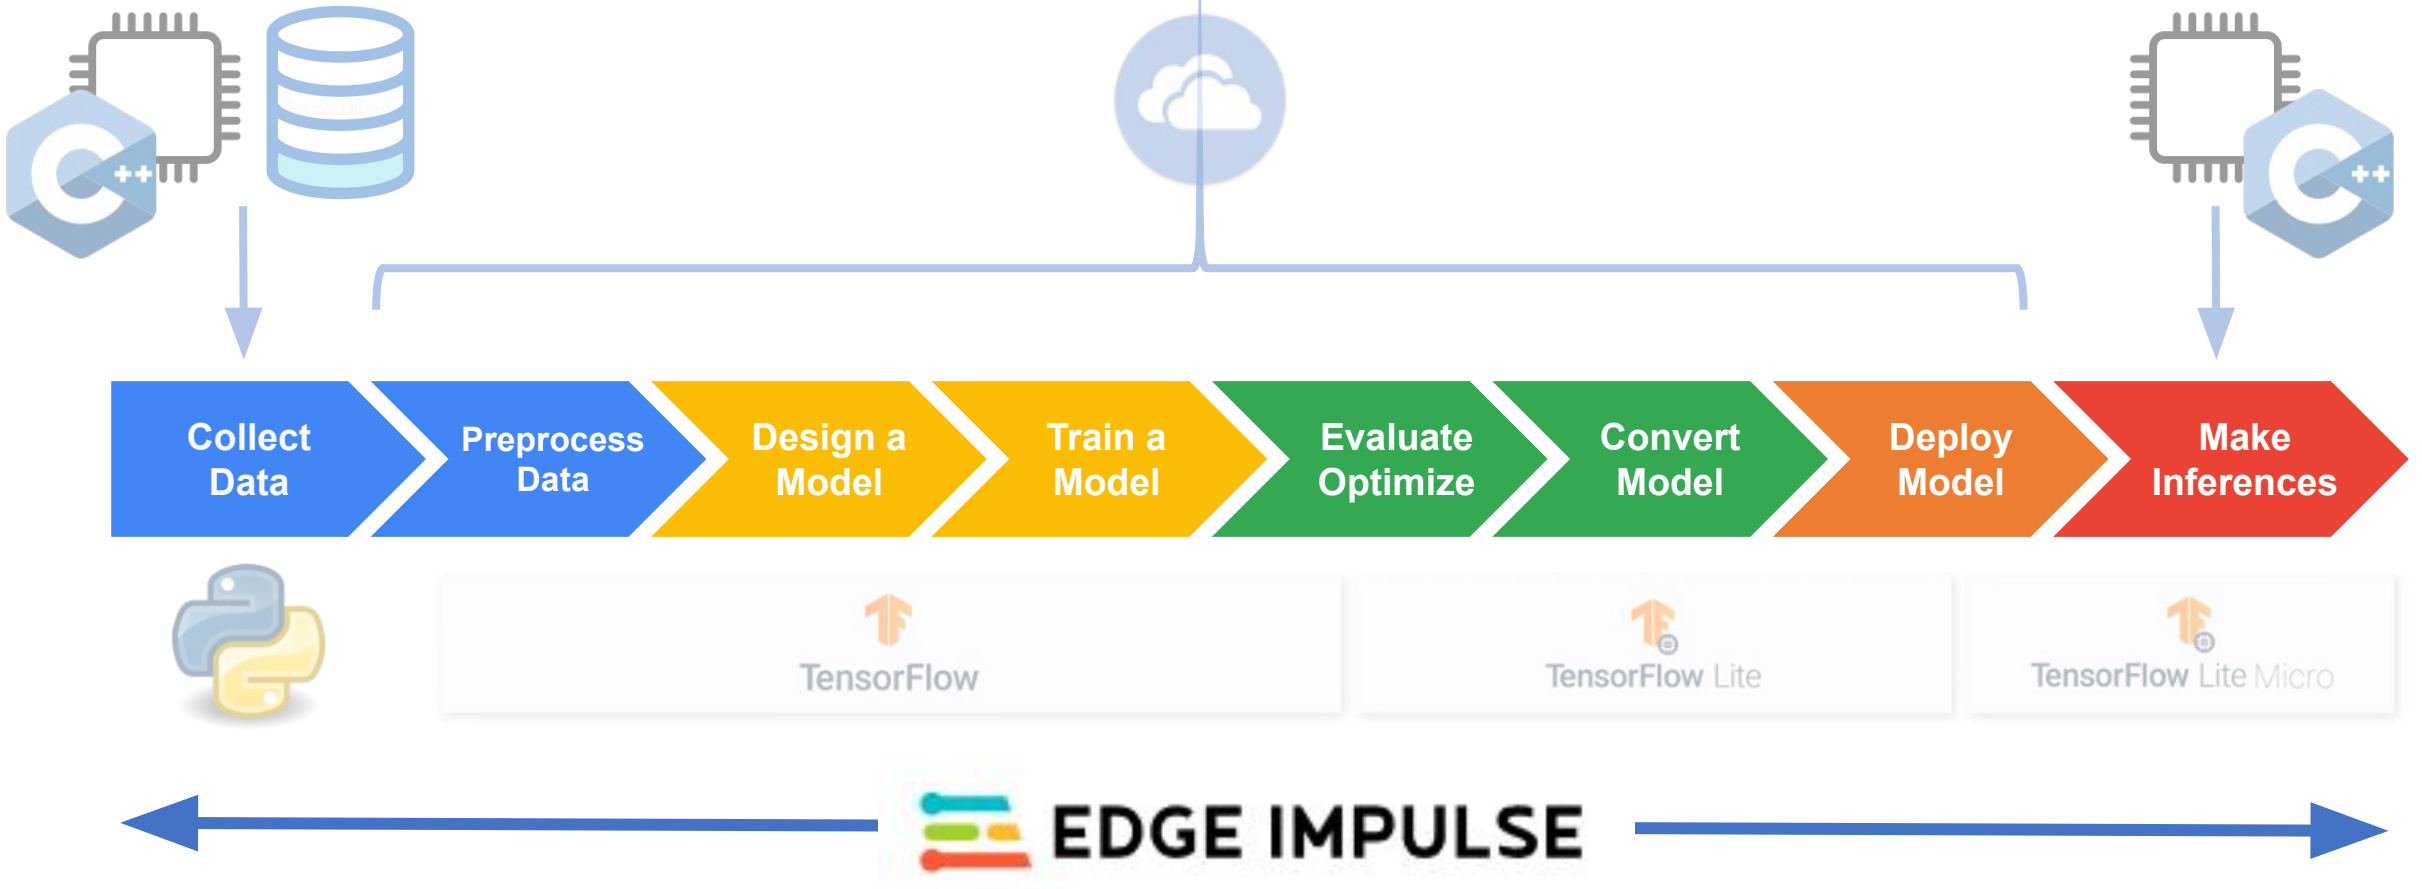 C++
C++
Collect
Data
Preprocess
Data
Design a
Model
Train a
Model
Evaluate
Optimize
Convert
Model
Deploy
Model
Make
Inferences
TensorFlow
TensorFlow Lite
TensorFlow Lite Micro
EDGE IMPULSE